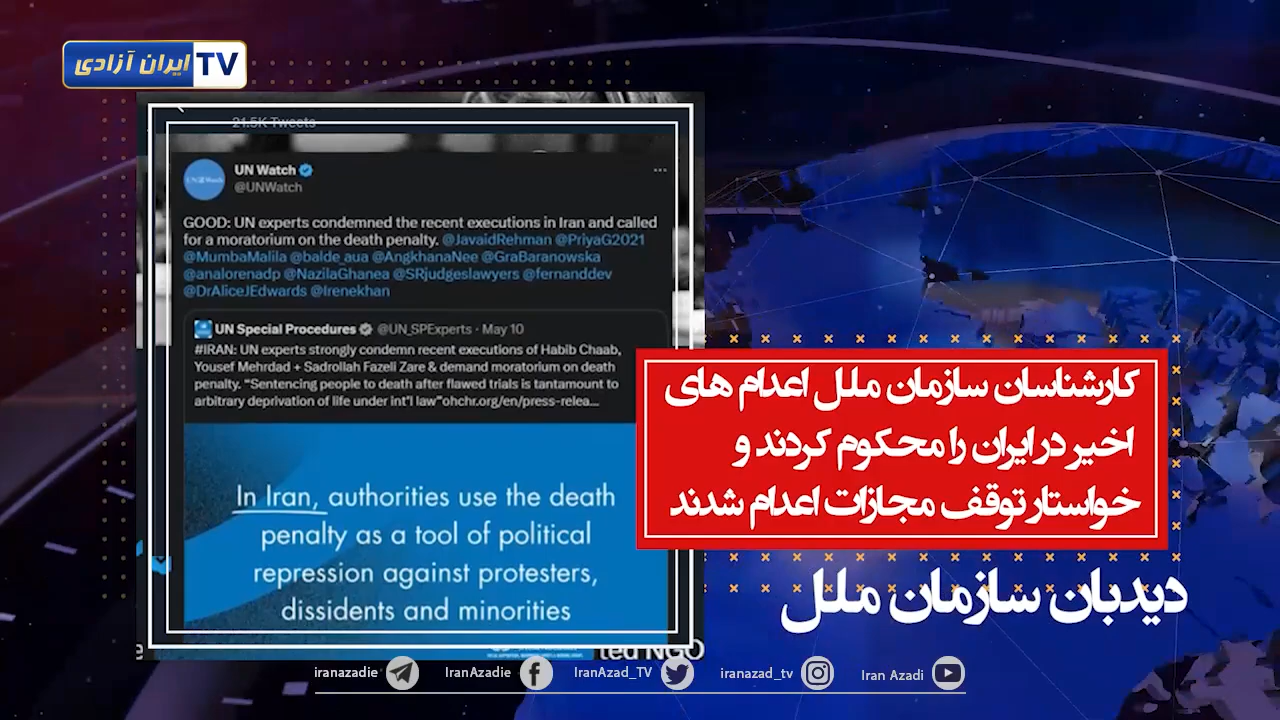 ایران آزادی TV
21.5K Tweets
UN Watch
@UNWatch
GOOD: UN experts condemned the recent executions in Iran and called
for a moratorium on the death penalty. @JavaidRehman @PriyaG2021
@MumbaMalila @balde_aua @AngkhanaNee @GraBaranowska
@analorenadp @NazilaGhanea @SRjudgeslawyers @fernanddev
@DrAliceJEdwards @Irenekhan
UN Special Procedures @UN_SPExperts · May 10
#IRAN: UN experts strongly condemn recent executions of Habib Chaab,
Yousef Mehrdad + Sadrollah Fazeli Zare & demand moratorium on death
penalty. “Sentencing people to death after flawed trials is tantamount to
arbitrary deprivation of life under int'l law”ohchr.org/en/press-relea...
In Iran, authorities use the death
penalty as a tool of political
repression against protesters,
dissidents and minorities
کارشناسان سازمان ملل اعدام های
اخیر در ایران را محکوم کردند و
خواستار توقف مجازات اعدام شدند
دیدبان سازمان ملل
ted NGO
iranazadie IranAzadie IranAzad_TV iranazad_tv Iran Azadi